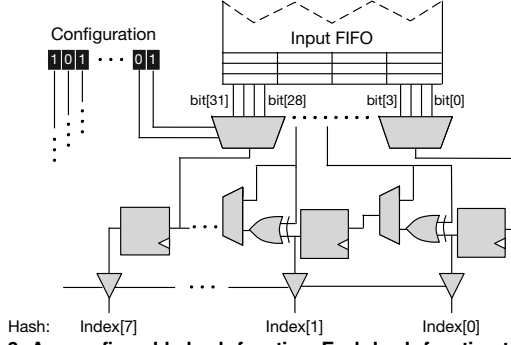 Configuration
Input FIFO
1 0 1 · · · 0 1
bit[31] bit[28] bit[3] bit[0]
Hash: Index[7] Index[1] Index[0]